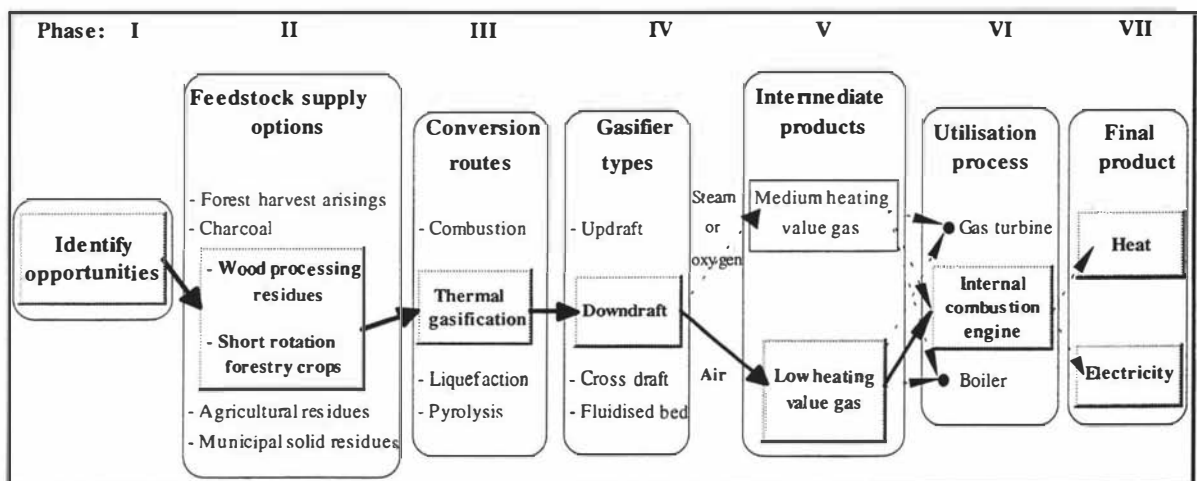 Phase: I II III IV V VI VII
Identify
opportunities
Feedstock supply
options
- Forest harvest arisings
- Charcoal
- Wood processing
residues
- Short rotation
forestry crops
- Agricultural residues
- Municipal solid residues
Conversion
routes
- Combustion
Thermal
gasification
- Liquefaction
- Pyrolysis
Gasifier
types
- Updraft
Downdraft
- Cross draft
- Fluidised bed
Steam
or
oxygen
Air
Intermediate
products
Medium heating
value gas
Low heating
value gas
Utilisation
process
Gas turbine
Internal
combustion
engine
Boiler
Final
product
Heat
Electricity